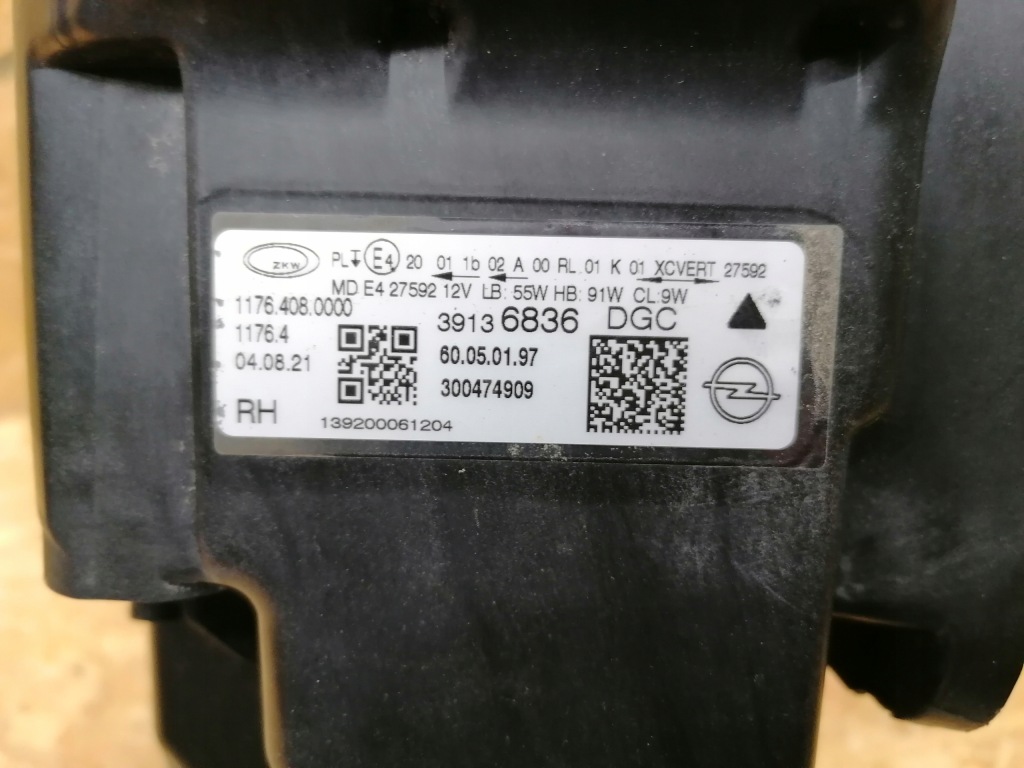 ZKW PL E4 20 01 1b 02 A 00 RL 01 K 01 XCVERT 27592
MD E4 27592 12V LB: 55W HB: 91W CL:9W
1176.408.0000
39136836 DGC
1176.4
60.05.01.97
04.08.21
300474909
RH
139200061204